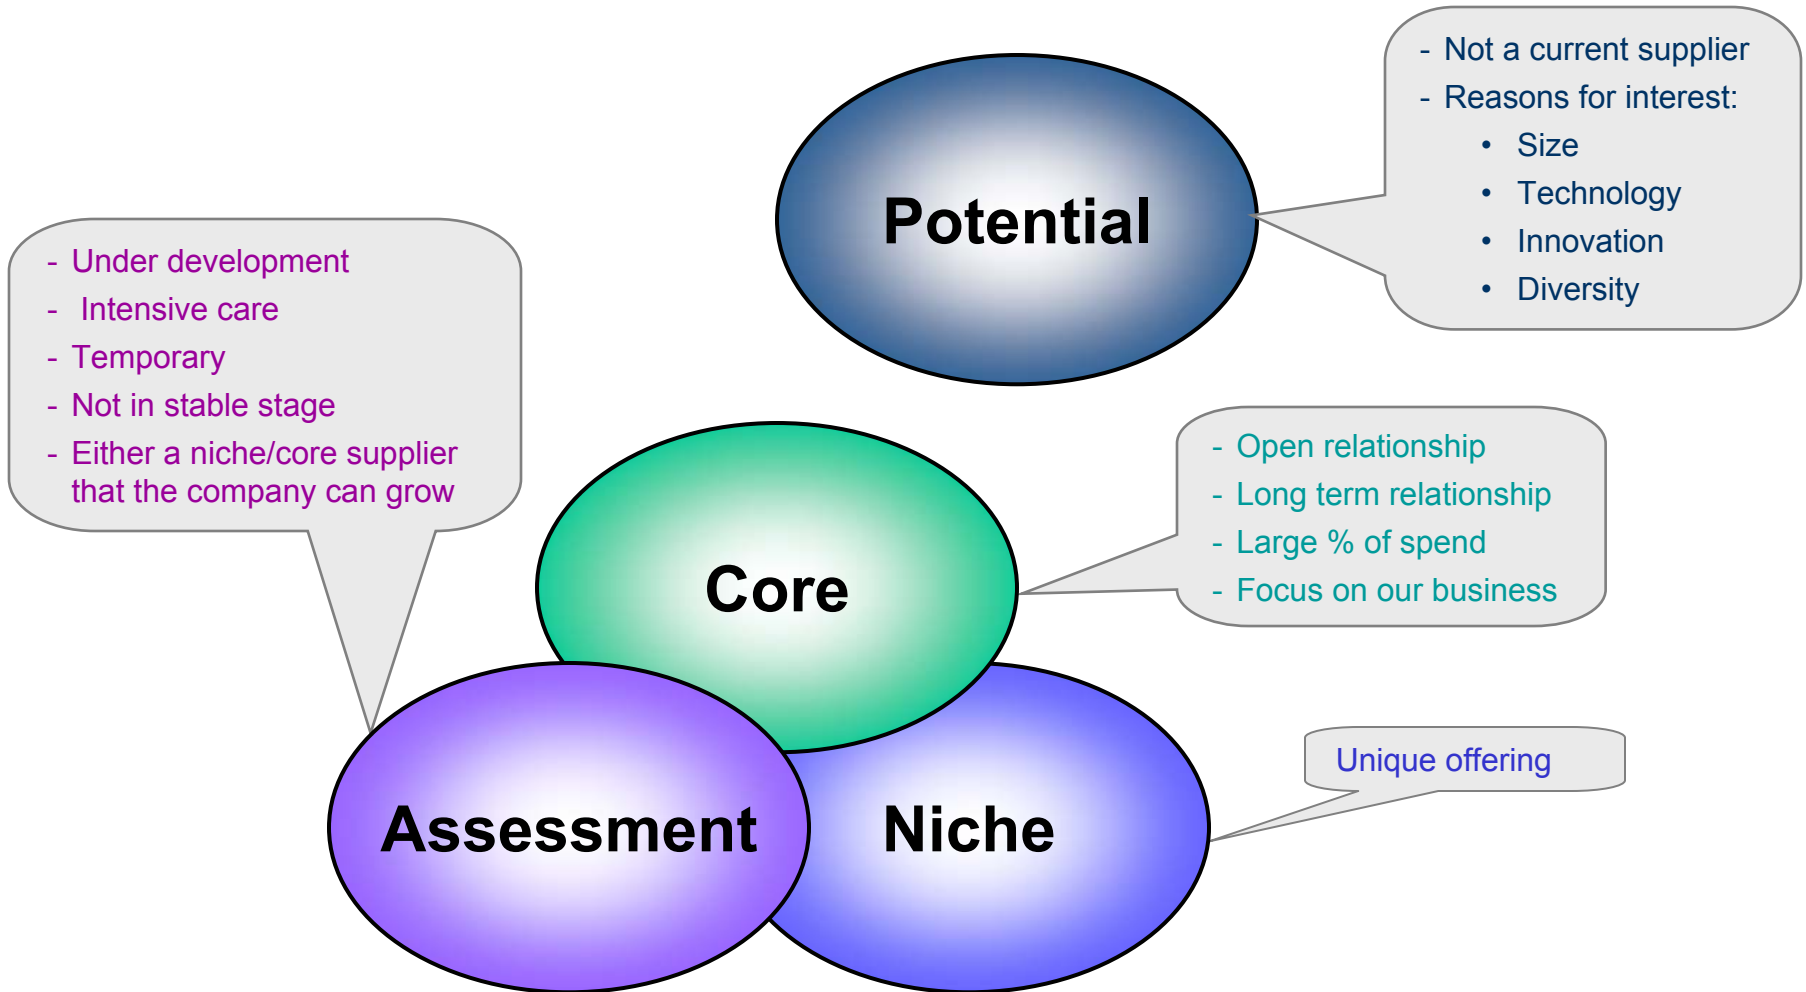 - Not a current supplier
- Reasons for interest:
• Size
• Technology
• Innovation
• Diversity
Potential
- Under development
- Intensive care
- Temporary
- Not in stable stage
- Either a niche/core supplier
that the company can grow
- Open relationship
- Long term relationship
- Large % of spend
- Focus on our business
Core
Unique offering
Assessment
Niche